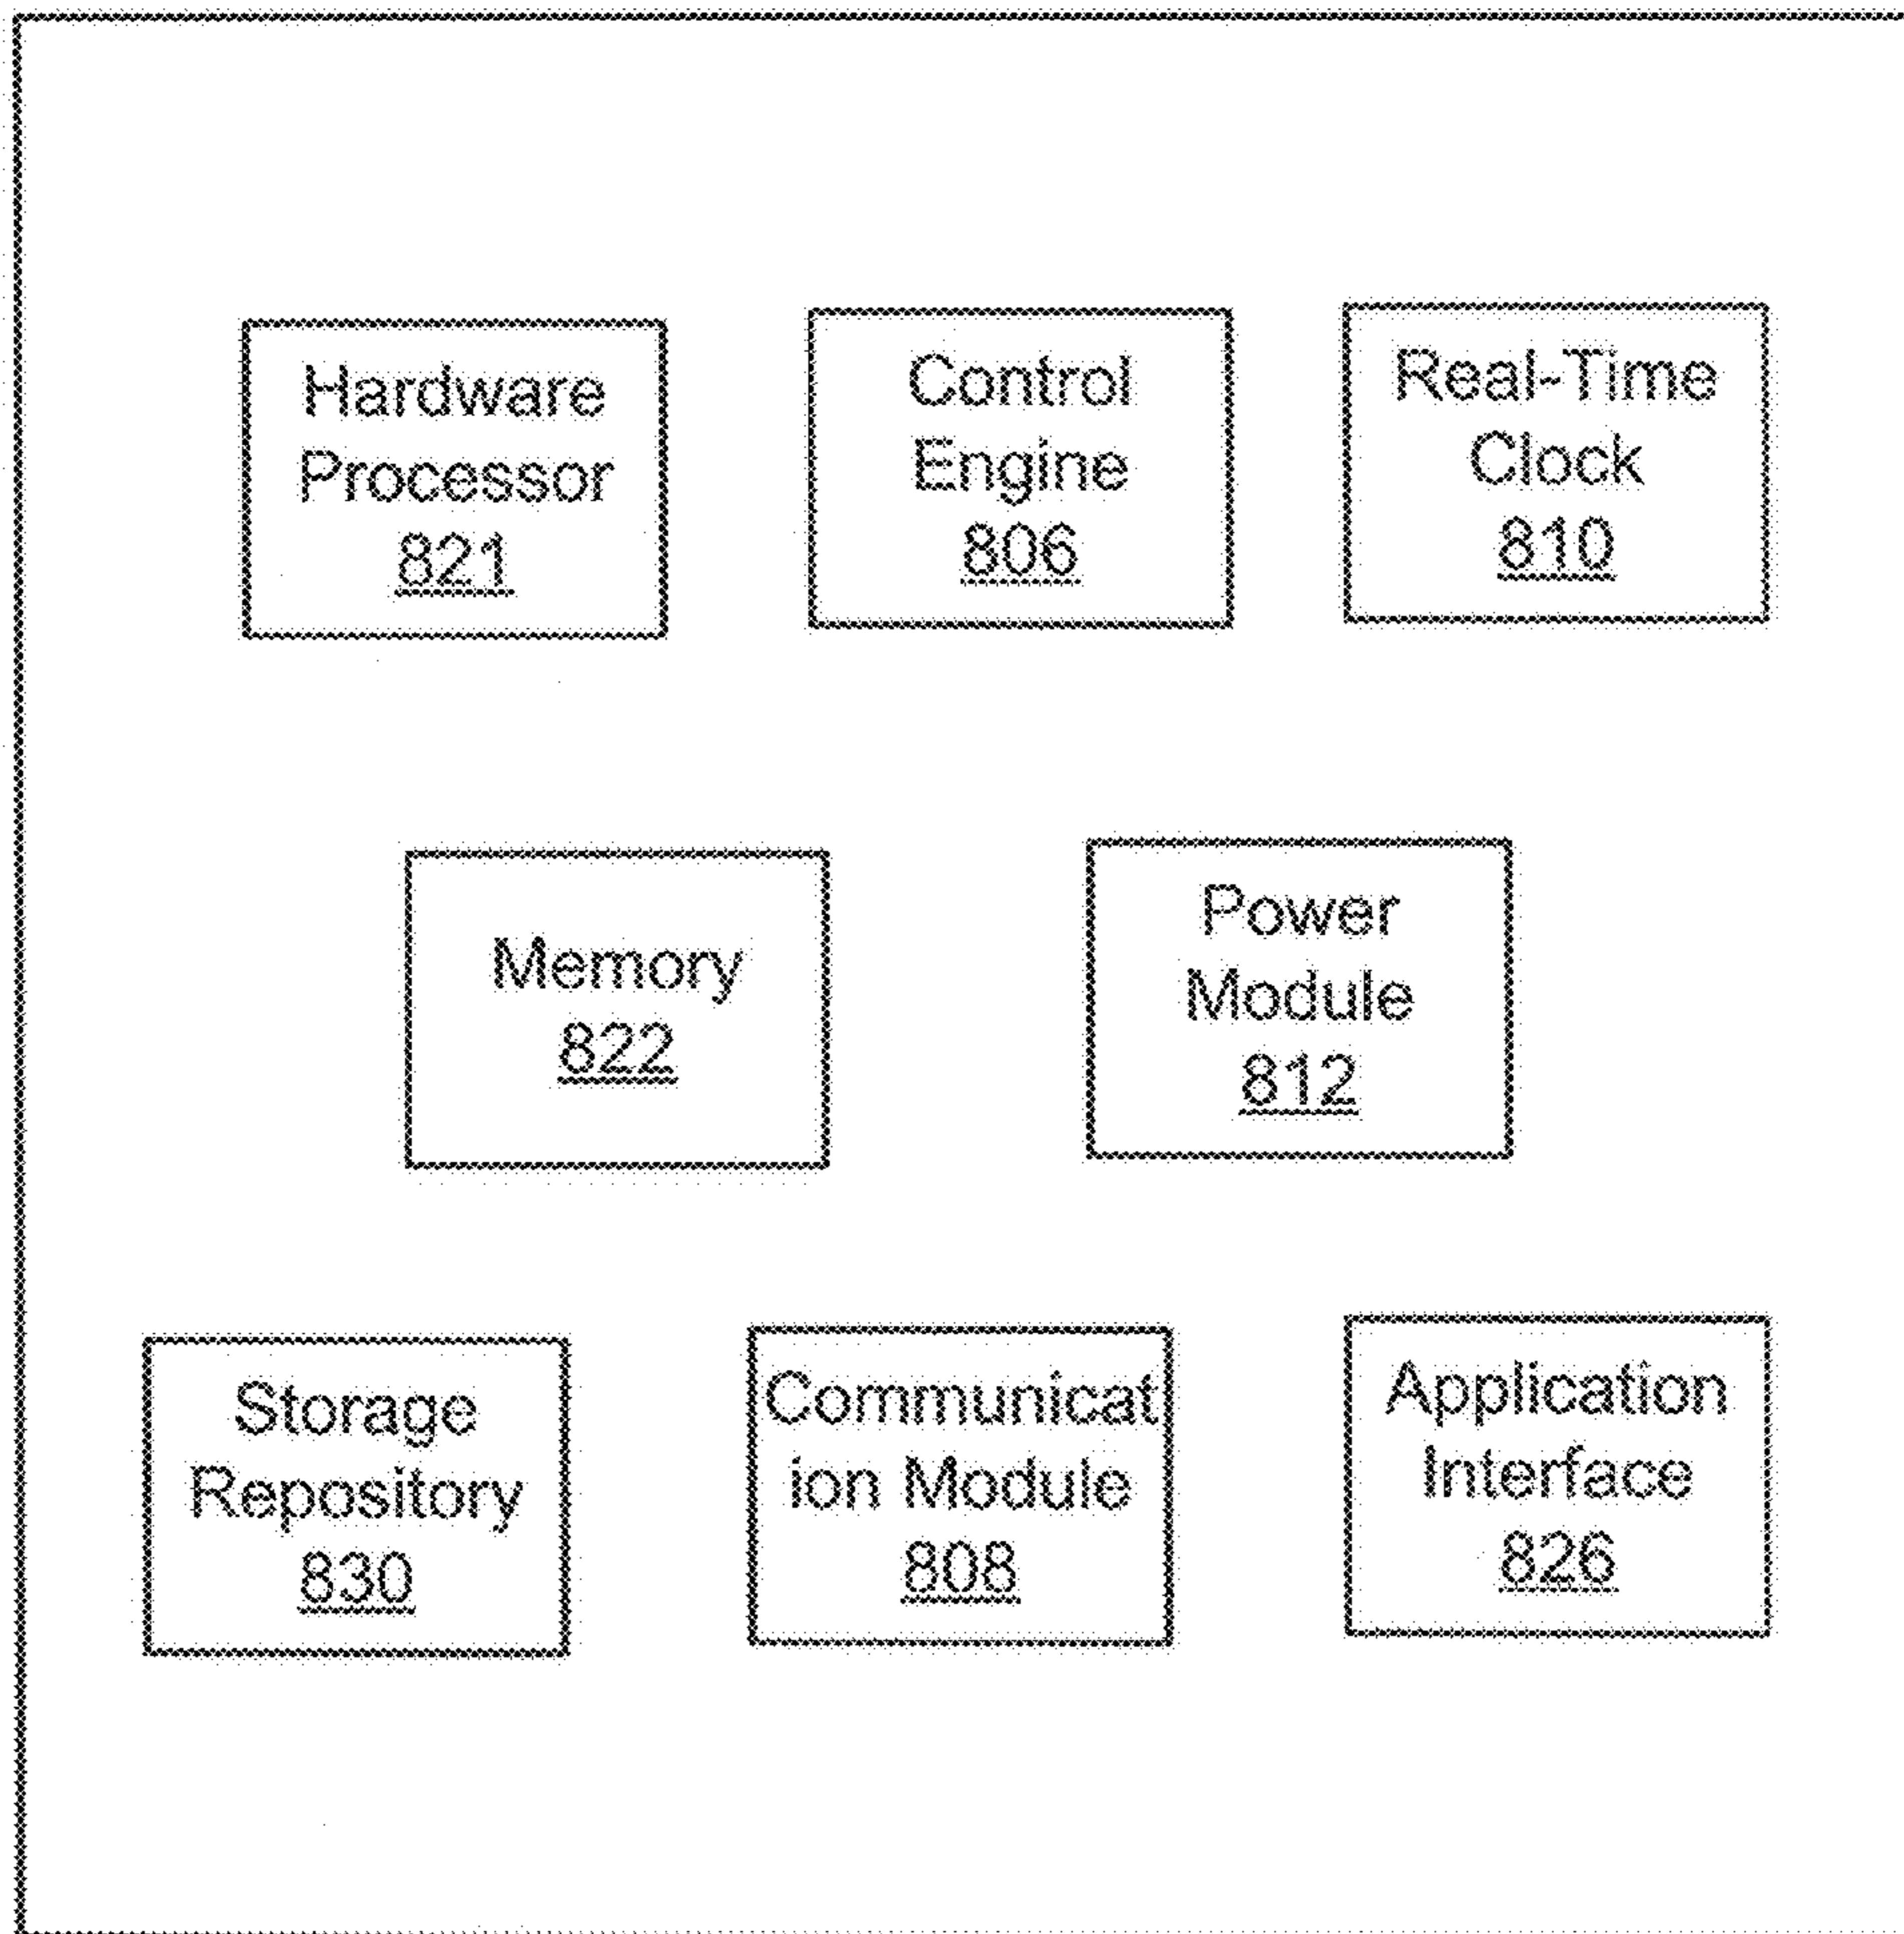 Hardware
Processor
821
Control
Engine
806
Real-Time
Clock
810
Memory
822
Power
Module
812
Storage
Repository
830
Communicat
ion Module
808
Application
Interface
826